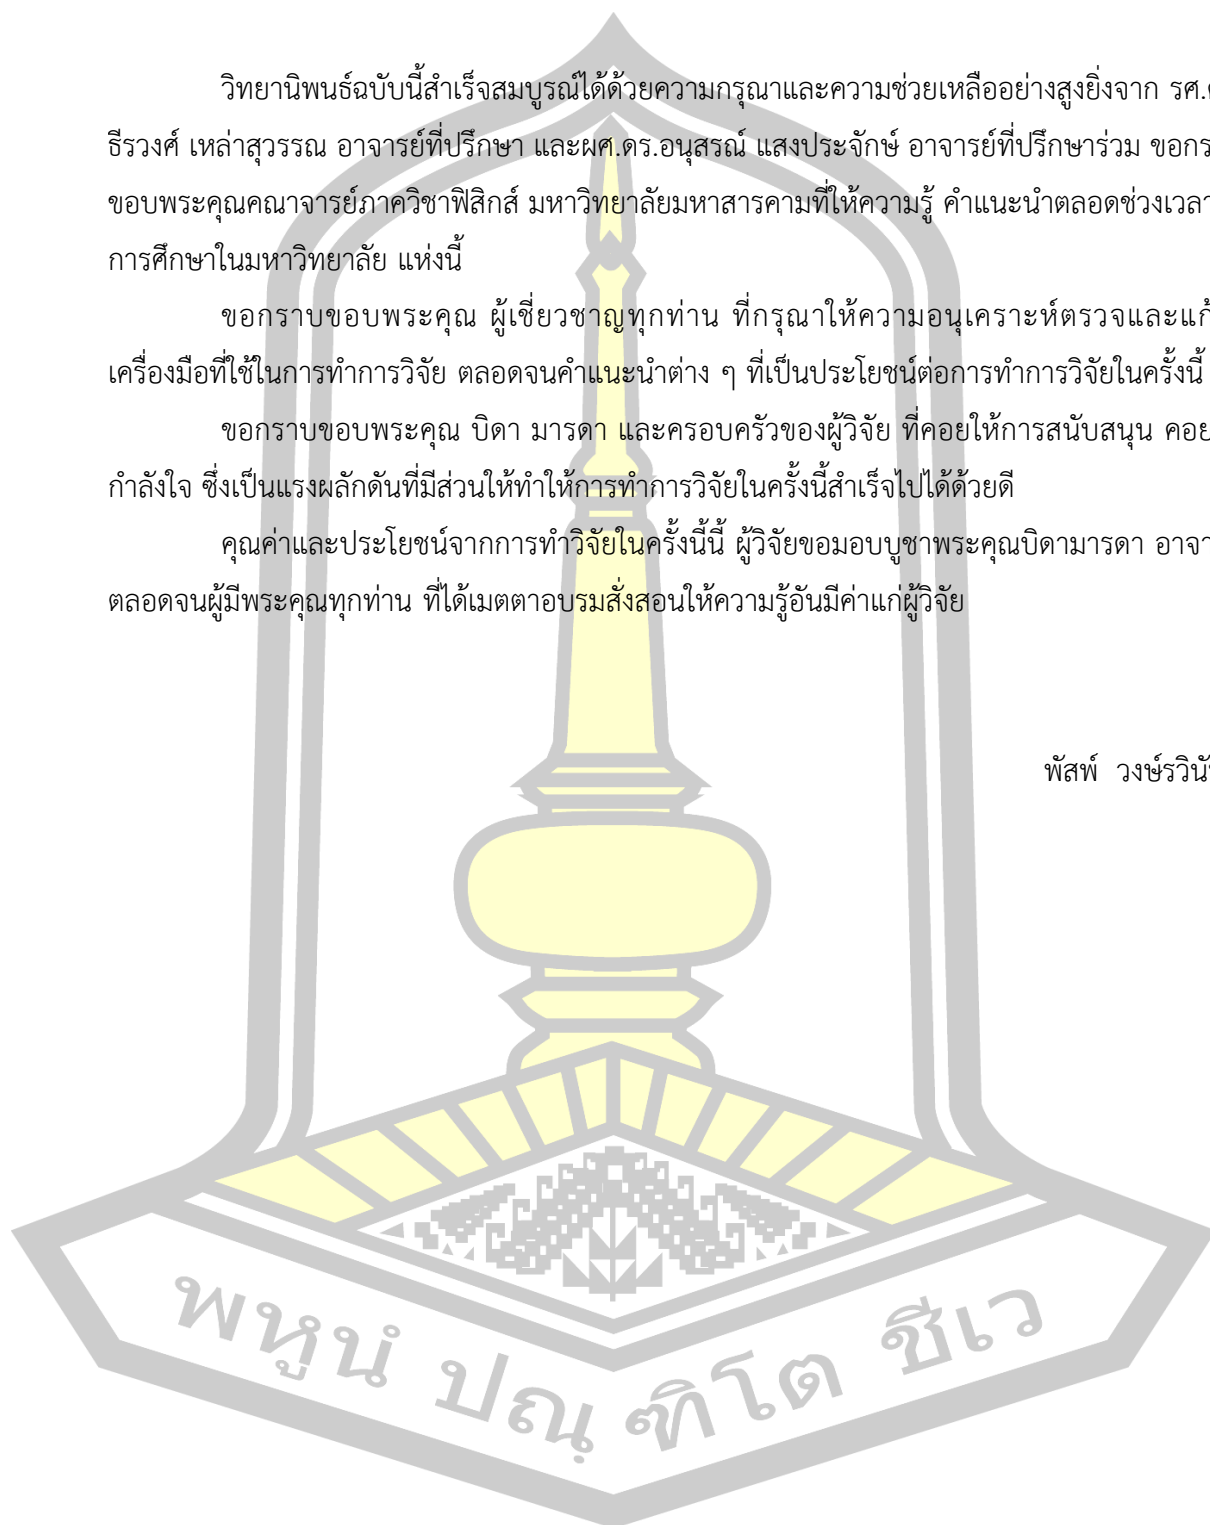 วิทยานิพนธ์ฉบับนี้สำเร็จสมบูรณ์ได้ด้วยความกรุณาและความช่วยเหลืออย่างสูงยิ่งจาก รศ.
ธีรวงศ์ เหล่าสุวรรณ อาจารย์ที่ปรึกษา และผศ.ดร.อนุสรณ์ แสงประจักษ์ อาจารย์ที่ปรึกษาร่วม
ขอบพระคุณคณาจารย์ภาควิชาฟิสิกส์ มหาวิทยาลัยมหาสารคามที่ให้ความรู้ คำแนะนำตลอดช่วงเวลา
การศึกษาในมหาวิทยาลัย แห่งนี้
ขอกราบขอบพระคุณ ผู้เชี่ยวชาญทุกท่าน ที่กรุณาให้ความอนุเคราะห์ตรวจและ
เครื่องมือที่ใช้ในการทำการวิจัย ตลอดจนคำแนะนำต่าง ๆ ที่เป็นประโยชน์ต่อการทำการวิจัยในครั้งนี้
ขอกราบขอบพระคุณ บิดา มารดา และครอบครัวของผู้วิจัย ที่คอยให้การสนับสนุน คอย
กำลังใจ ซึ่งเป็นแรงผลักดันที่มีส่วนให้ทำให้การทำการวิจัยในครั้งนี้สำเร็จไปได้ด้วยดี
คุณค่าและประโยชน์จากการทำวิจัยในครั้งนี้นี้ ผู้วิจัยขอมอบบูชาพระคุณบิดามารดา
ตลอดจนผู้มีพระคุณทุกท่าน ที่ได้เมตตาอบรมสั่งสอนให้ความรู้อันมีค่าแก่ผู้วิจัย
พัสพ์ วงษ์รวินั
พหูนํ ปณฺ ฑิโต ชีเว